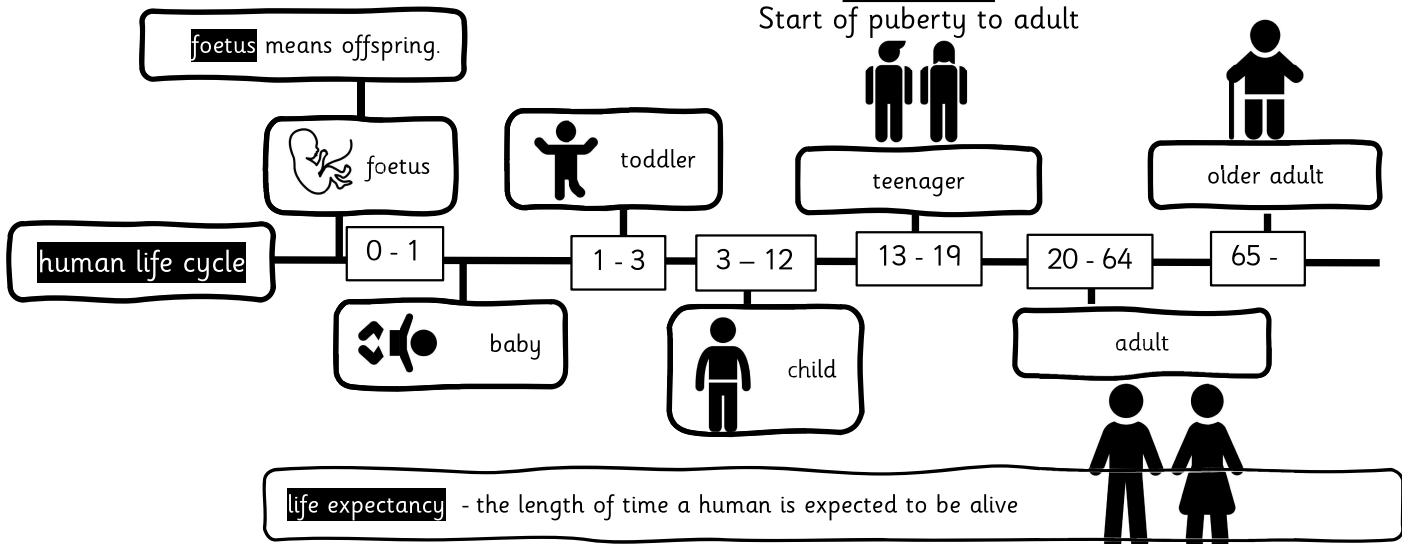 Start of puberty to adult
foetus means offspring.
foetus
toddler
teenager
older adult
human life cycle
0 - 1
1 - 3
3 – 12
13 - 19
20 - 64
65 -
baby
child
adult
life expectancy - the length of time a human is expected to be alive